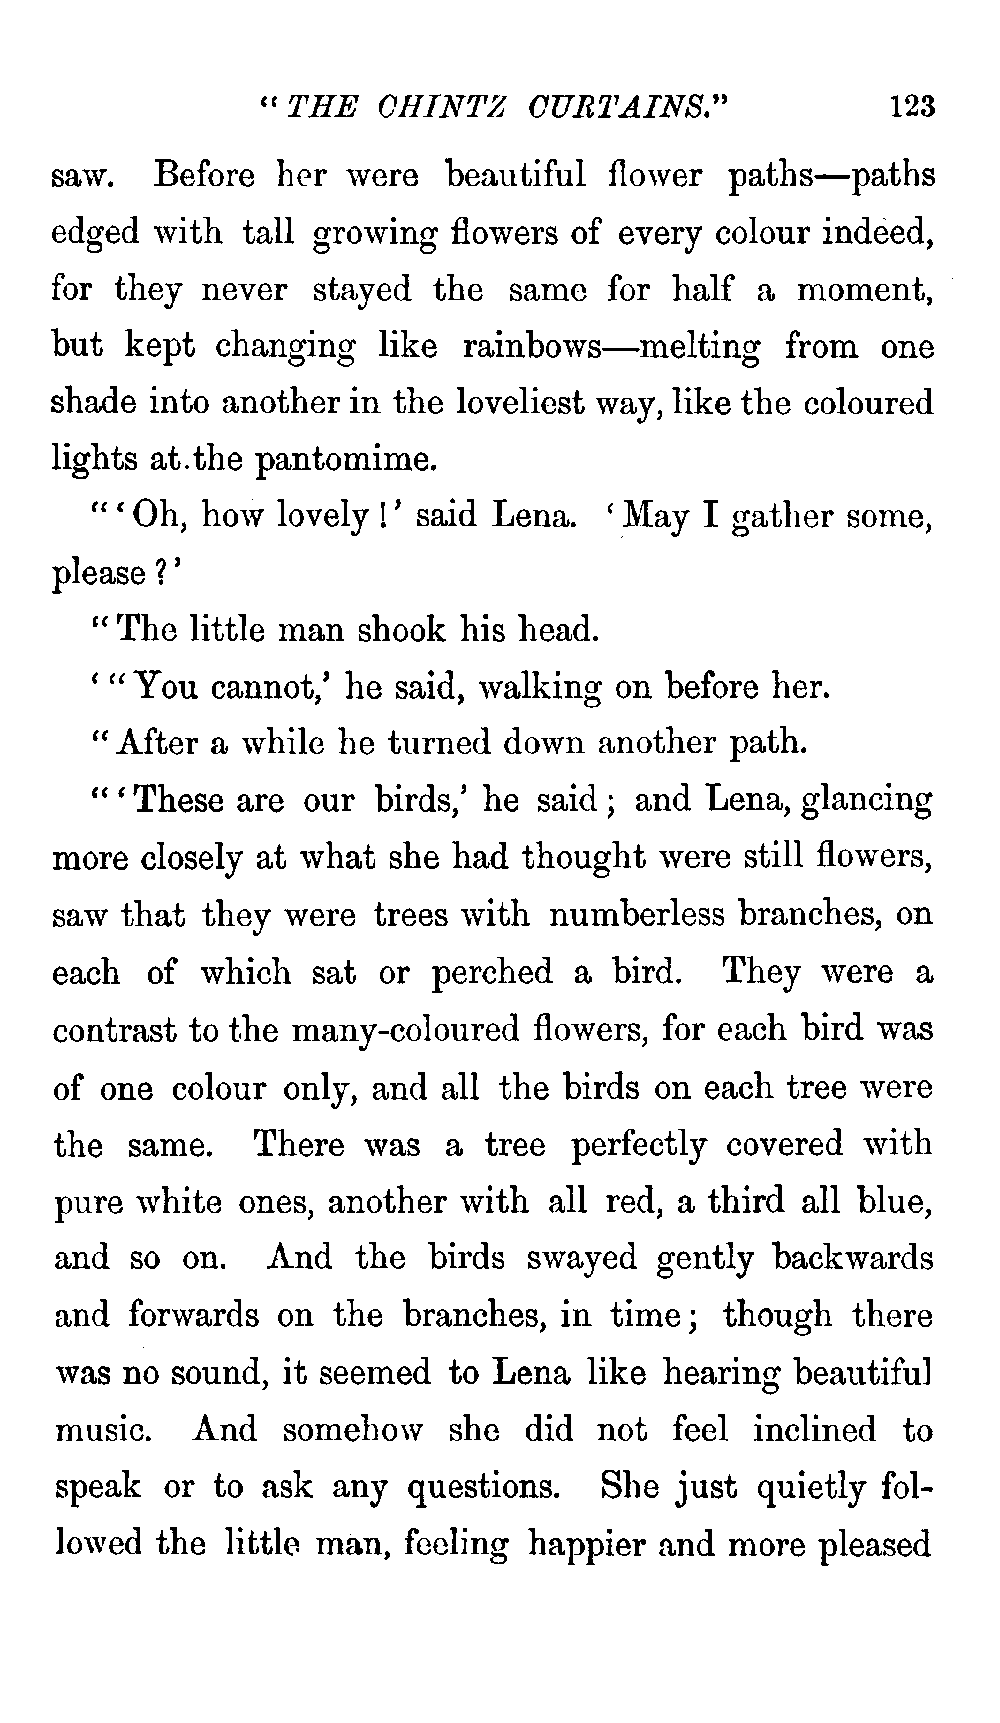 “ THE CHINTZ CURTAINS.” 123
saw. Before her were beautiful flower paths—paths
edged with tall growing flowers of every colour indeed,
for they never stayed the same for half a moment,
but kept changing like rainbows—melting from one
shade into another in the loveliest way, like the coloured
lights at.the pantomime.
“ ‘ Oh, how lovely !’ said Lena. ‘ May I gather some,
please ?’
“ The little man shook his head.
‘ “ You cannot,’ he said, walking on before her.
“ After a while he turned down another path.
“ ‘ These are our birds,’ he said ; and Lena, glancing
more closely at what she had thought were still flowers,
saw that they were trees with numberless branches, on
each of which sat or perched a bird. They were a
contrast to the many-coloured flowers, for each bird was
of one colour only, and all the birds on each tree were
the same. There was a tree perfectly covered with
pure white ones, another with all red, a third all blue,
and so on. And the birds swayed gently backwards
and forwards on the branches, in time ; though there
was no sound, it seemed to Lena like hearing beautiful
music. And somehow she did not feel inclined to
speak or to ask any questions. She just quietly fol-
lowed the little man, feeling happier and more pleased